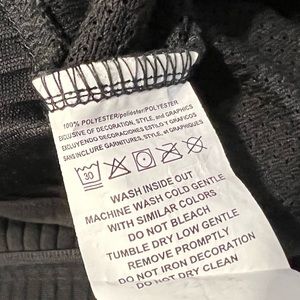 100% POLYESTER/poliéster/POLYESTER
EXCLUSIVE OF DECORATION, STYLE, and GRAPHICS
EXCLUYENDO DECORACIONES ESTILS Y GRAFICOS
SANS INCLURE GARNITURES, STYLE, et GRAPHIQUES
30
WASH INSIDE OUT
MACHINE WASH COLD GENTLE
WITH SIMILAR COLORS
DO NOT BLEACH
TUMBLE DRY LOW GENTLE
REMOVE PROMPTLY
DO NOT IRON DECORATION
DO NOT DRY CLEAN